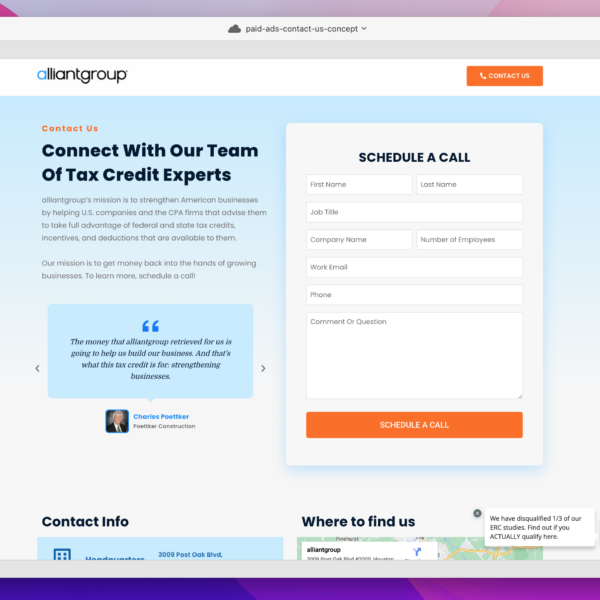 paid-ads-contact-us-concept
alliantgroup
CONTACT US
Contact Us
Connect With Our Team
Of Tax Credit Experts
alliantgroup's mission is to strengthen American businesses
by helping U.S. companies and the CPA firms that advise them
to take full advantage of federal and state tax credits,
incentives, and deductions that are available to them.
Our mission is to get money back into the hands of growing
businesses. To learn more, schedule a call!
The money that alliantgroup retrieved for us is
going to help us build our business. And that's
what this tax credit is for: strengthening
businesses.
Charles Poettker
Poettker Construction
SCHEDULE A CALL
First Name
Last Name
Job Title
Company Name
Number of Employees
Work Email
Phone
Comment Or Question
SCHEDULE A CALL
Contact Info
Headquarters
3009 Post Oak Blvd,
Where to find us
alliantgroup
3009 Post Oak Blvd #2000, Houston,
We have disqualified 1/3 of our
ERC studies. Find out if you
ACTUALLY qualify here.